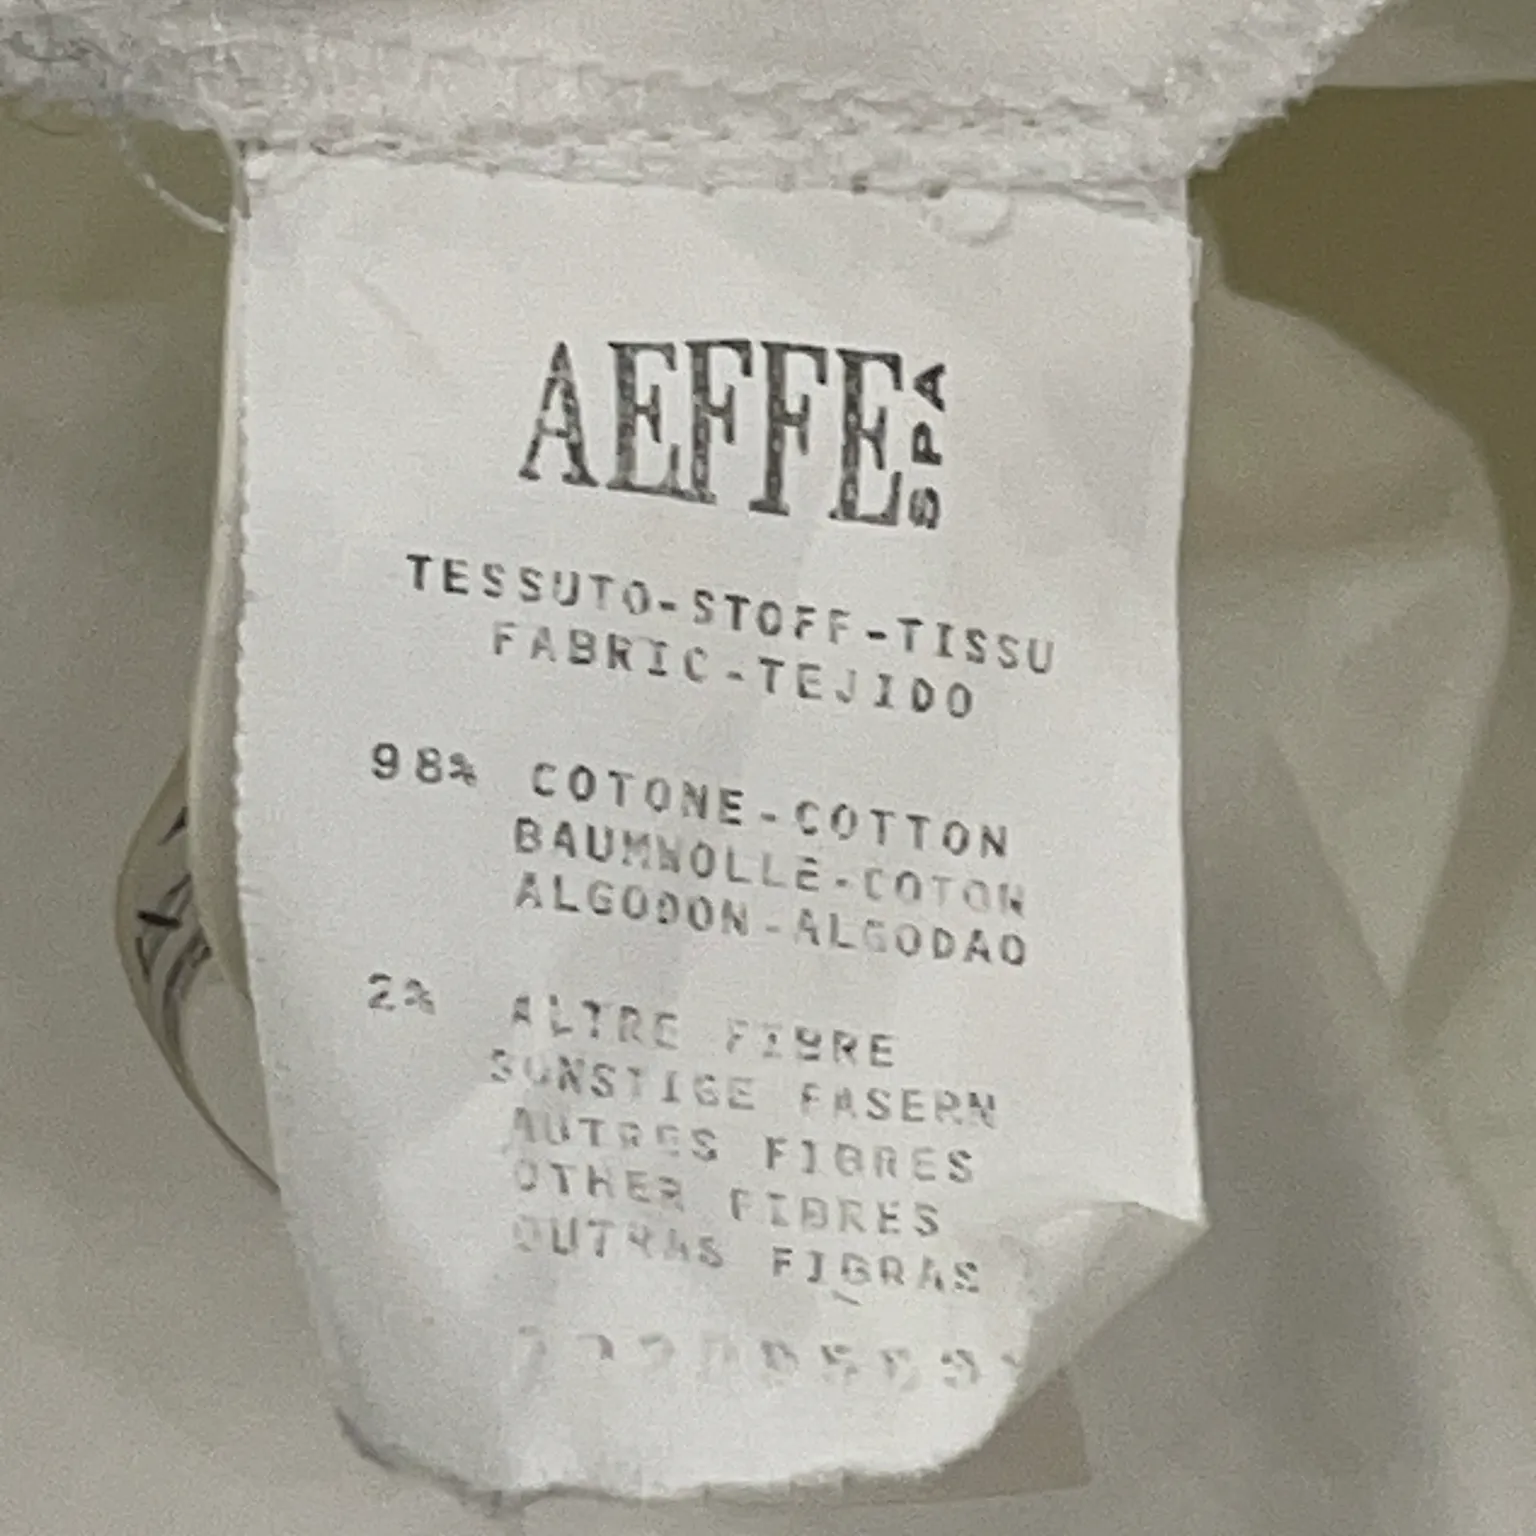 AEFFE SPA
TESSUTO-STOFF-TISSU
FABRIC-TEJIDO
98% COTONE-COTTON
BAUMWOLLE-COTON
ALGODON-ALGODAO
2% ALTRE FIBRE
SONSTIGE FASERN
AUTRES FIBRES
OTHER FIBRES
OUTRAS FIBRAS